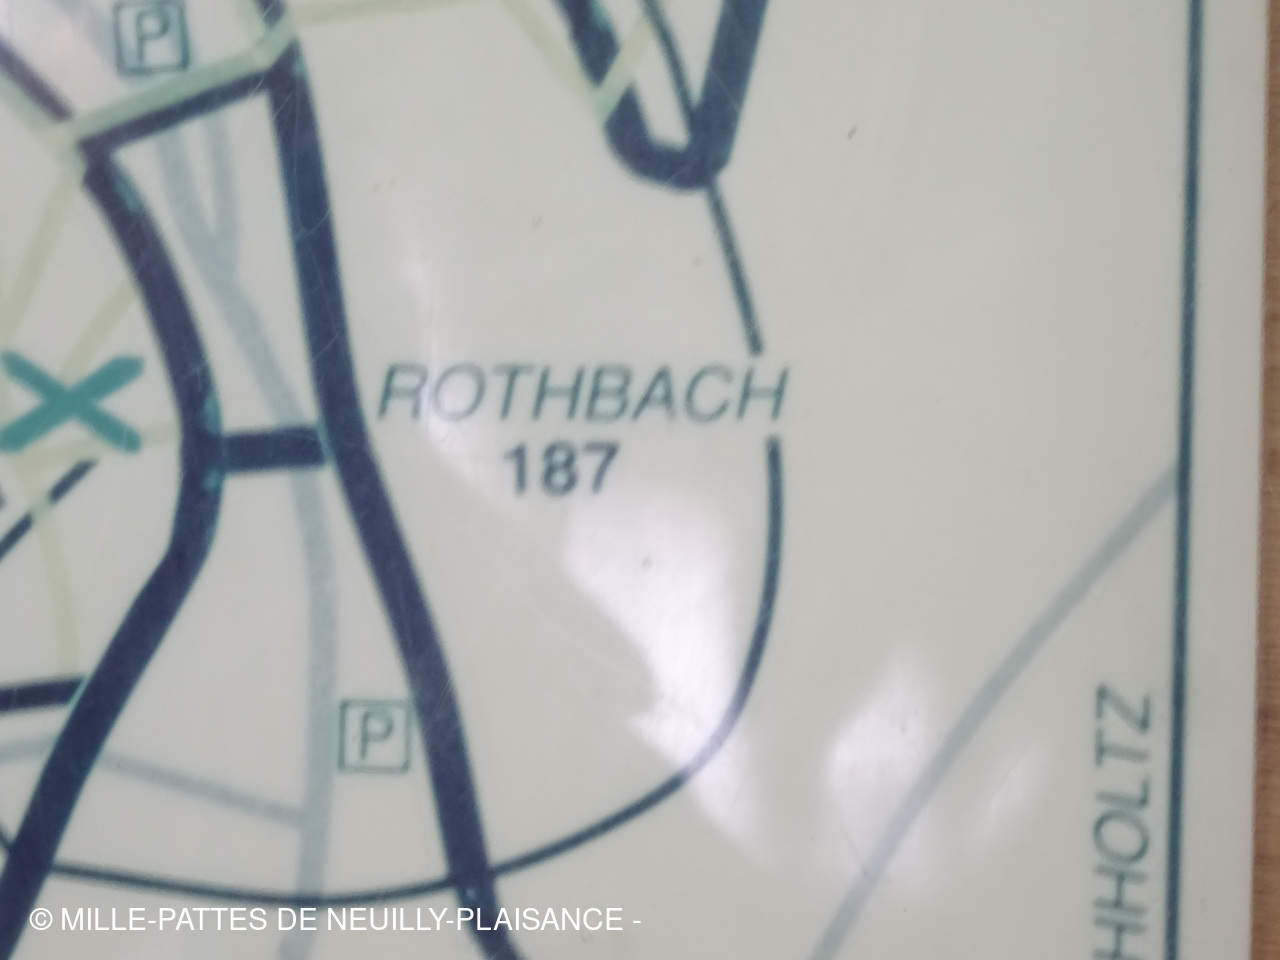 P
ROTHBACH
187
P
HHOLTZ
© MILLE-PATTES DE NEUILLY-PLAISANCE -